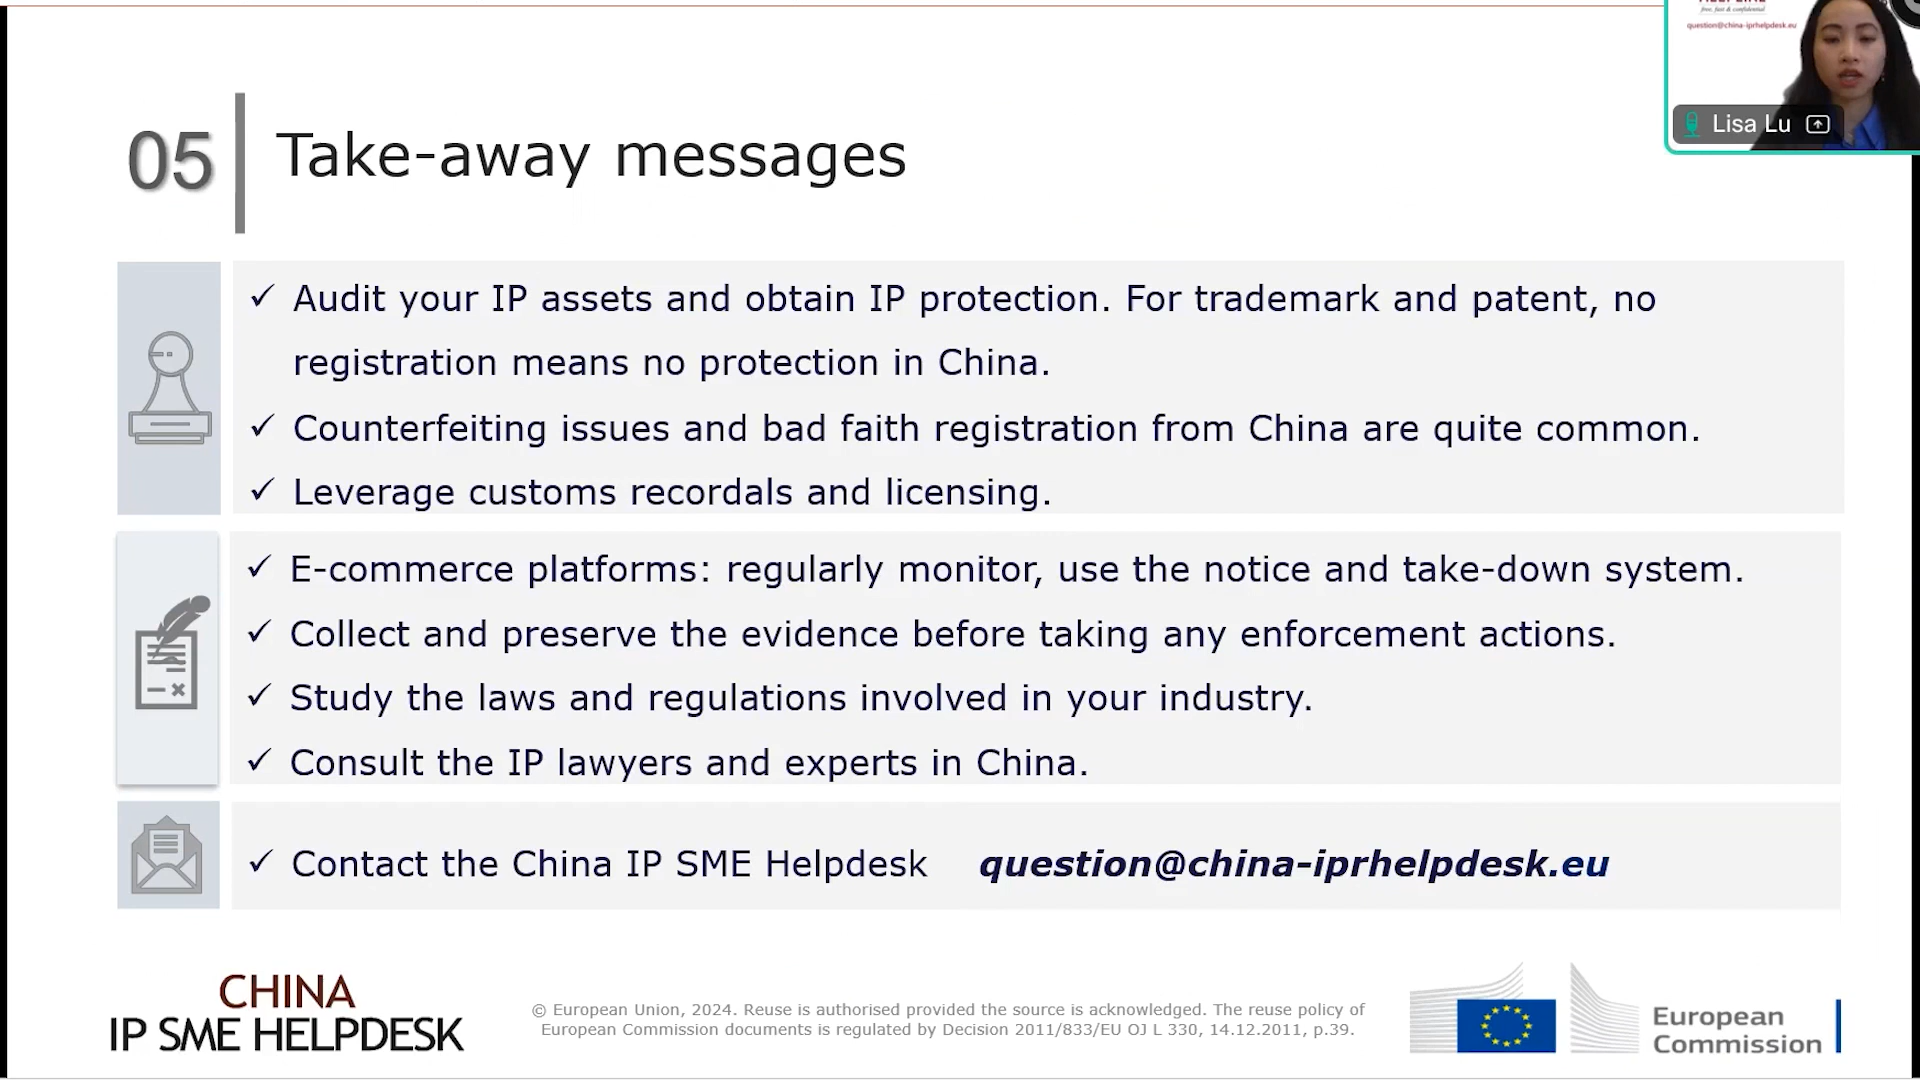 free, fast & confidential
question@china-iprhelpdesk.eu
Lisa Lu
05
Take-away messages
✓ Audit your IP assets and obtain IP protection. For trademark and patent, no
registration means no protection in China.
✓ Counterfeiting issues and bad faith registration from China are quite common.
✓ Leverage customs recordals and licensing.
✓ E-commerce platforms: regularly monitor, use the notice and take-down system.
✓ Collect and preserve the evidence before taking any enforcement actions.
✓ Study the laws and regulations involved in your industry.
✓ Consult the IP lawyers and experts in China.
✓ Contact the China IP SME Helpdesk question@china-iprhelpdesk.eu
CHINA
IP SME HELPDESK
© European Union, 2024. Reuse is authorised provided the source is acknowledged. The reuse policy of
European Commission documents is regulated by Decision 2011/833/EU OJ L 330, 14.12.2011, p.39.
European
Commission